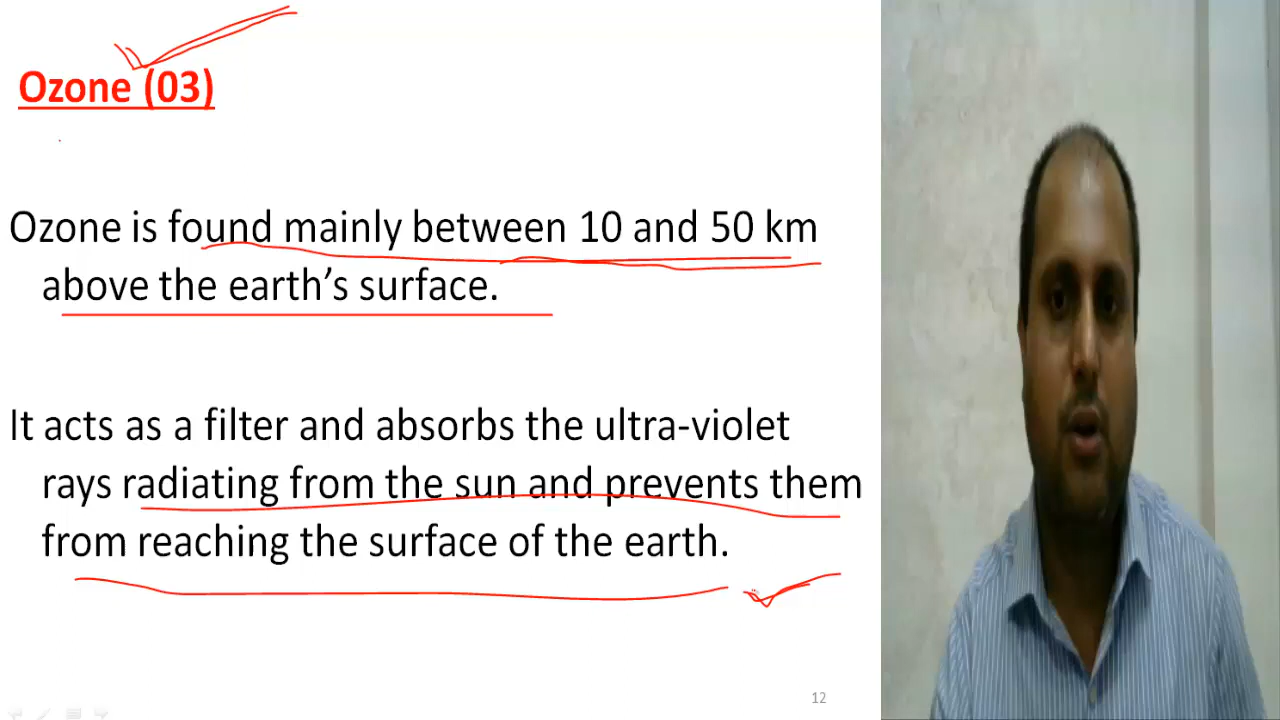 Ozone (03)
Ozone is found mainly between 10 and 50 km
above the earth's surface.
It acts as a filter and absorbs the ultra-violet
rays radiating from the sun and prevents them
from reaching the surface of the earth.
12